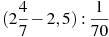 (2 4/7 − 2,5) : 1/70